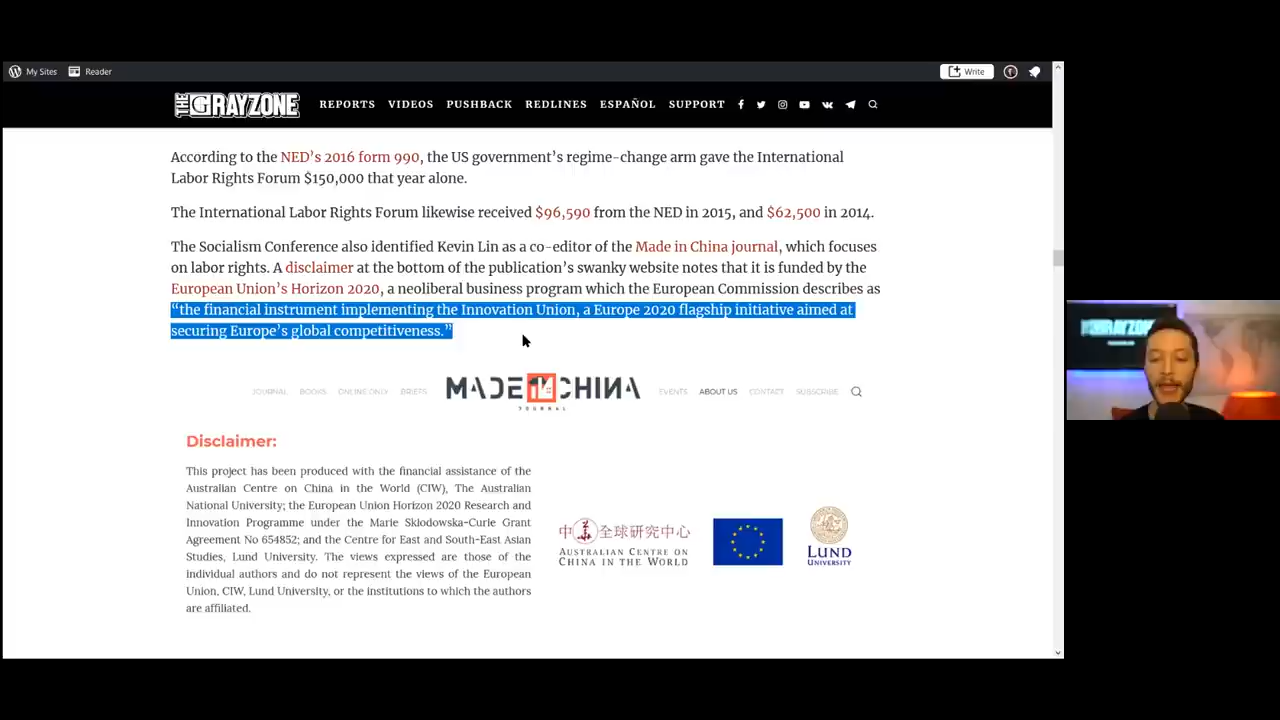 My Sites Reader Write
THE GRAYZONE REPORTS VIDEOS PUSHBACK REDLINES ESPAÑOL SUPPORT
According to the NED's 2016 form 990, the US government's regime-change arm gave the International
Labor Rights Forum $150,000 that year alone.
The International Labor Rights Forum likewise received $96,590 from the NED in 2015, and $62,500 in 2014.
The Socialism Conference also identified Kevin Lin as a co-editor of the Made in China journal, which focuses
on labor rights. A disclaimer at the bottom of the publication's swanky website notes that it is funded by the
European Union's Horizon 2020, a neoliberal business program which the European Commission describes as
“the financial instrument implementing the Innovation Union, a Europe 2020 flagship initiative aimed at
securing Europe's global competitiveness.”
JOURNAL BOOKS ONLINE ONLY BRIEFS MADE IN CHINA EVENTS ABOUT US CONTACT SUBSCRIBE
JOURNAL
Disclaimer:
This project has been produced with the financial assistance of the
Australian Centre on China in the World (CIW), The Australian
National University; the European Union Horizon 2020 Research and
Innovation Programme under the Marie Skłodowska-Curie Grant
Agreement No 654852; and the Centre for East and South-East Asian
Studies, Lund University. The views expressed are those of the
individual authors and do not represent the views of the European
Union, CIW, Lund University, or the institutions to which the authors
are affiliated.
中华全球研究中心
AUSTRALIAN CENTRE ON
CHINA IN THE WORLD
LUND
UNIVERSITY